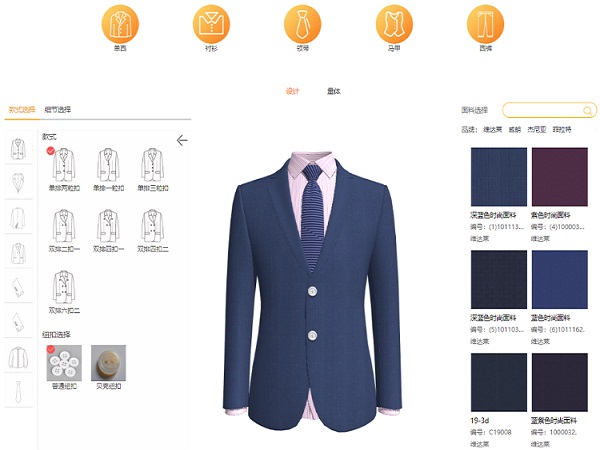 套西
衬衫
领带
马甲
西裤
设计
量体
款式选择
细节选择
面料选择
款式
品牌：
维达莱
威朗
杰尼亚
菲拉特
单排两粒扣
单排一粒扣
单排三粒扣
深蓝色时尚面料
编号：(1)101113...
维达莱
紫色时尚面料
编号：(4)100003...
维达莱
双排二扣一
双排四扣一
双排四扣二
双排六扣二
深蓝色时尚面料
编号：(5)101103...
维达莱
蓝色时尚面料
编号：(6)1011162.
维达莱
纽扣选择
普通纽扣
贝壳纽扣
19-3d
编号：C19008
维达莱
蓝紫色时尚面料
编号：1000032.
维达莱